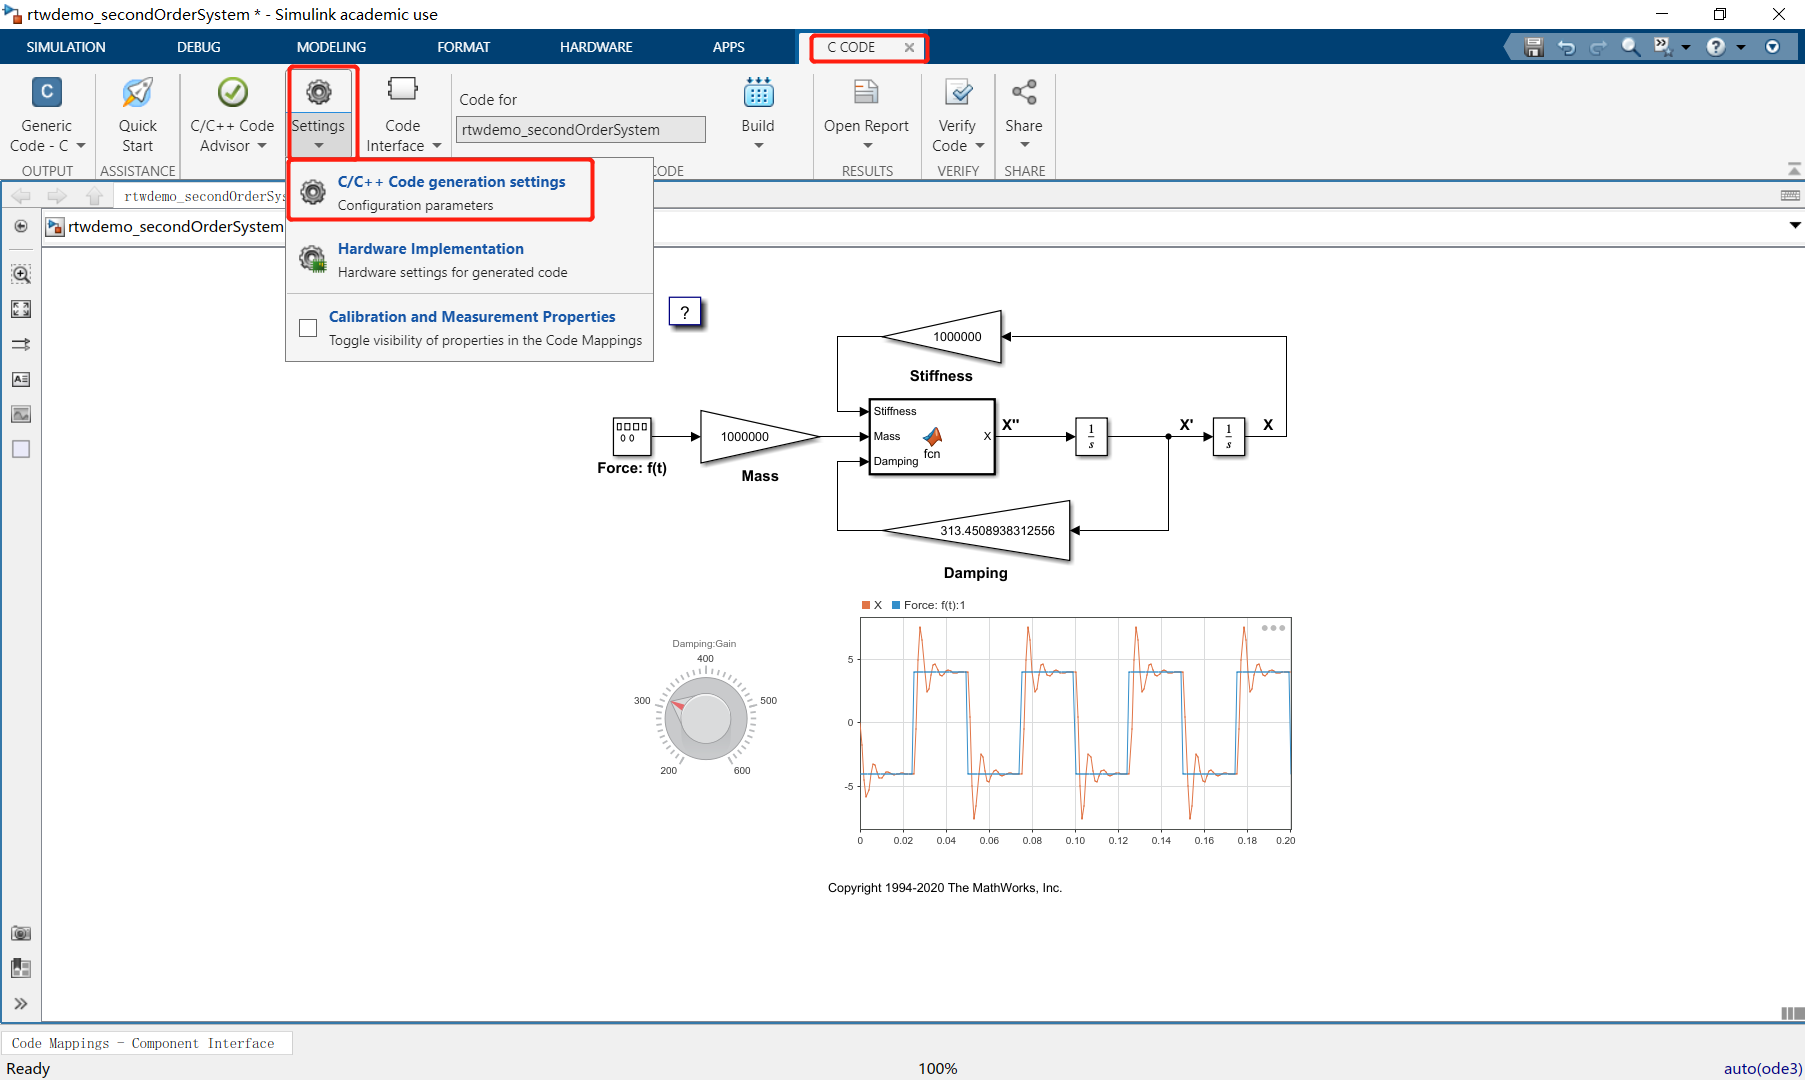 rtwdemo_secondOrderSystem * - Simulink academic use
SIMULATION DEBUG MODELING FORMAT HARDWARE APPS C CODE
C
Generic Code - C
OUTPUT
Quick Start
ASSISTANCE
C/C++ Code Advisor
Settings
Code Interface
Code for
rtwdemo_secondOrderSystem
Build
CODE
Open Report
RESULTS
Verify Code
VERIFY
Share
SHARE
C/C++ Code generation settings
Configuration parameters
Hardware Implementation
Hardware settings for generated code
Calibration and Measurement Properties
Toggle visibility of properties in the Code Mappings
rtwdemo_secondOrderSys
rtwdemo_secondOrderSystem
?
1000000
Stiffness
Force: f(t)
1000000
Mass
Stiffness
Mass
Damping
fcn
X
X''
1
s
X'
1
s
X
313.4508938312556
Damping
X Force: f(t):1
5
0
-5
0 0.02 0.04 0.06 0.08 0.10 0.12 0.14 0.16 0.18 0.20
Damping:Gain
400
300 500
200 600
Copyright 1994-2020 The MathWorks, Inc.
Code Mappings - Component Interface
Ready 100% auto(ode3)